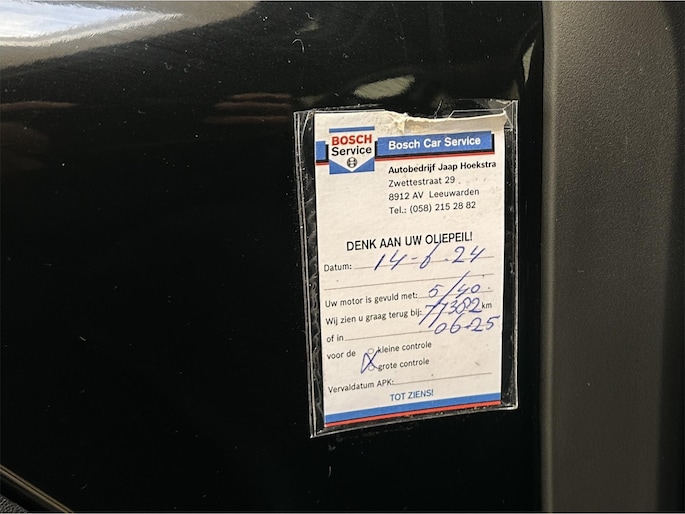 BOSCH
Service
Bosch Car Service
Autobedrijf Jaap Hoekstra
Zwettestraat 29
8912 AV Leeuwarden
Tel.: (058) 215 28 82
DENK AAN UW OLIEPEIL!
Datum: 14-6-24
Uw motor is gevuld met: 5/40.
Wij zien u graag terug bij: 77382 km
of in 06-25
voor de kleine controle
X grote controle
Vervaldatum APK:
TOT ZIENS!